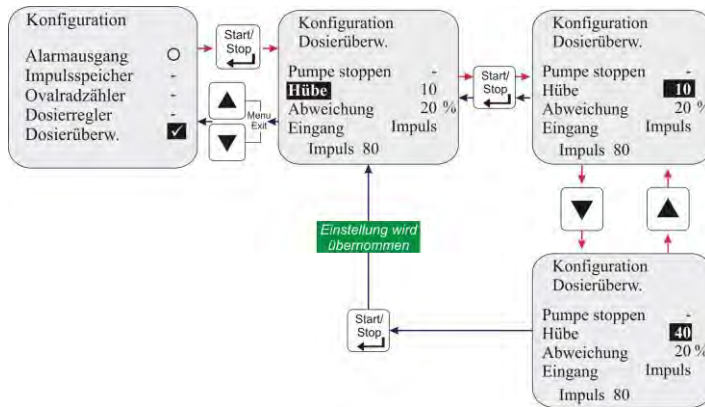 Konfiguration
Alarmausgang O
Impulsspeicher -
Ovalradzähler -
Dosierregler -
Dosierüberw. ✓
Start/
Stop
Menu
Exit
Konfiguration
Dosierüberw.
Pumpe stoppen -
Hübe 10
Abweichung 20 %
Eingang Impuls
Impuls 80
Start/
Stop
Konfiguration
Dosierüberw.
Pumpe stoppen -
Hübe 10
Abweichung 20 %
Eingang Impuls
Impuls 80
Einstellung wird
übernommen
Start/
Stop
Konfiguration
Dosierüberw.
Pumpe stoppen -
Hübe 40
Abweichung 20 %
Eingang Impuls
Impuls 80